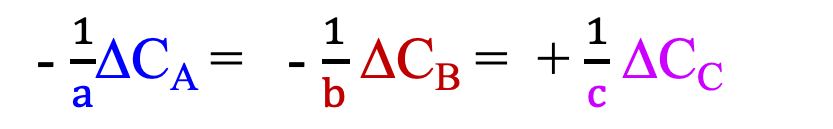 - 1/a ΔC_A = - 1/b ΔC_B = + 1/c ΔC_C